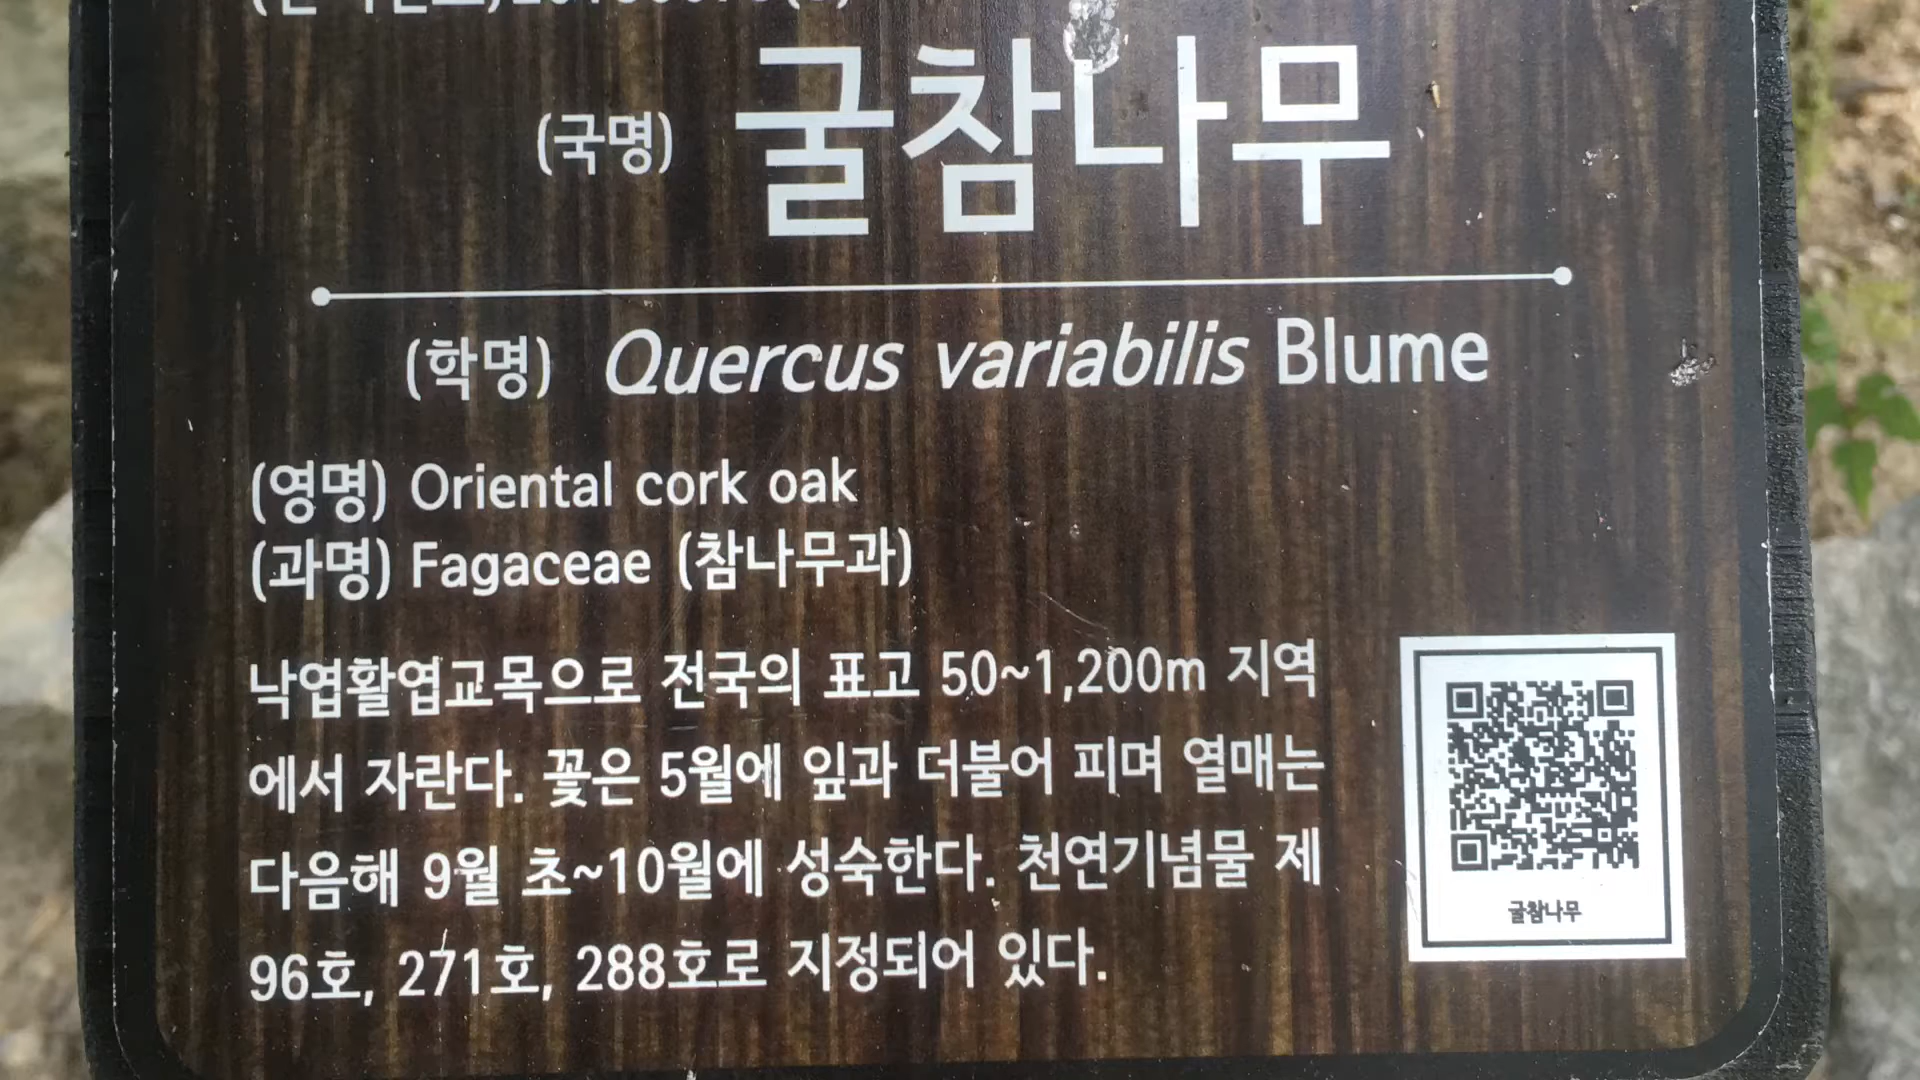 (국명) 굴참나무
(학명) Quercus variabilis Blume
(영명) Oriental cork oak
(과명) Fagaceae (참나무과)
낙엽활엽교목으로 전국의 표고 50~1,200m 지역
에서 자란다. 꽃은 5월에 잎과 더불어 피며 열매는
다음해 9월 초~10월에 성숙한다. 천연기념물 제
96호, 271호, 288호로 지정되어 있다.
굴참나무